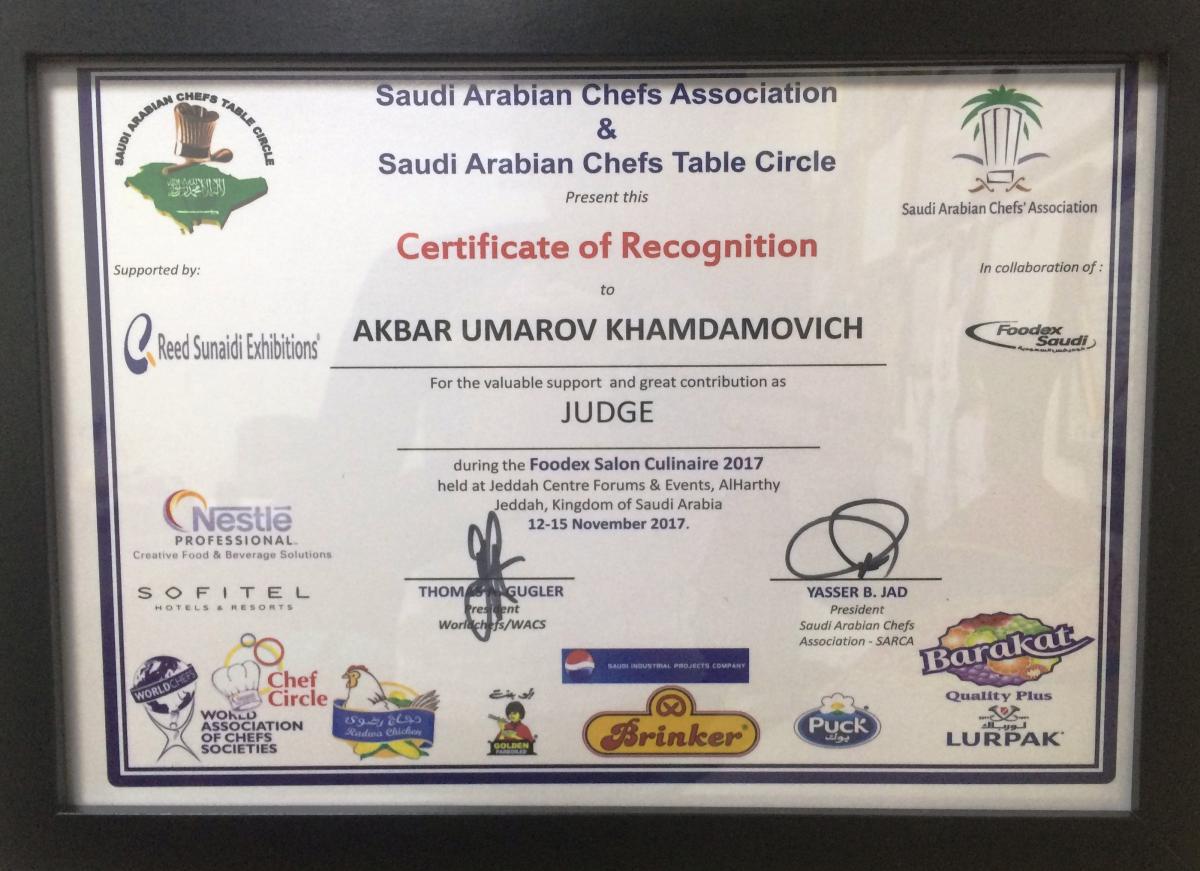 SAUDI ARABIAN CHEFS TABLE CIRCLE
Saudi Arabian Chefs Association
&
Saudi Arabian Chefs Table Circle
Present this
Saudi Arabian Chefs' Association
Certificate of Recognition
Supported by:
In collaboration of :
to
Reed Sunaidi Exhibitions
AKBAR UMAROV KHAMDAMOVICH
Foodex
Saudi
For the valuable support and great contribution as
JUDGE
during the Foodex Salon Culinaire 2017
held at Jeddah Centre Forums & Events, AlHarthy
Jeddah, Kingdom of Saudi Arabia
12-15 November 2017.
Nestlé
PROFESSIONAL
Creative Food & Beverage Solutions
SOFITEL
HOTELS & RESORTS
THOMAS A. GUGLER
President
Worldchefs/WACS
YASSER B. JAD
President
Saudi Arabian Chefs
Association - SARCA
Barakat
Quality Plus
SAUDI INDUSTRIAL PROJECTS COMPANY
WORLDCHEFS
WORLD
ASSOCIATION
OF CHEFS
SOCIETIES
Chef
Circle
دجاج رضوى
Radwa Chicken
GOLDEN
Brinker
Puck
بوك
لورباك
LURPAK